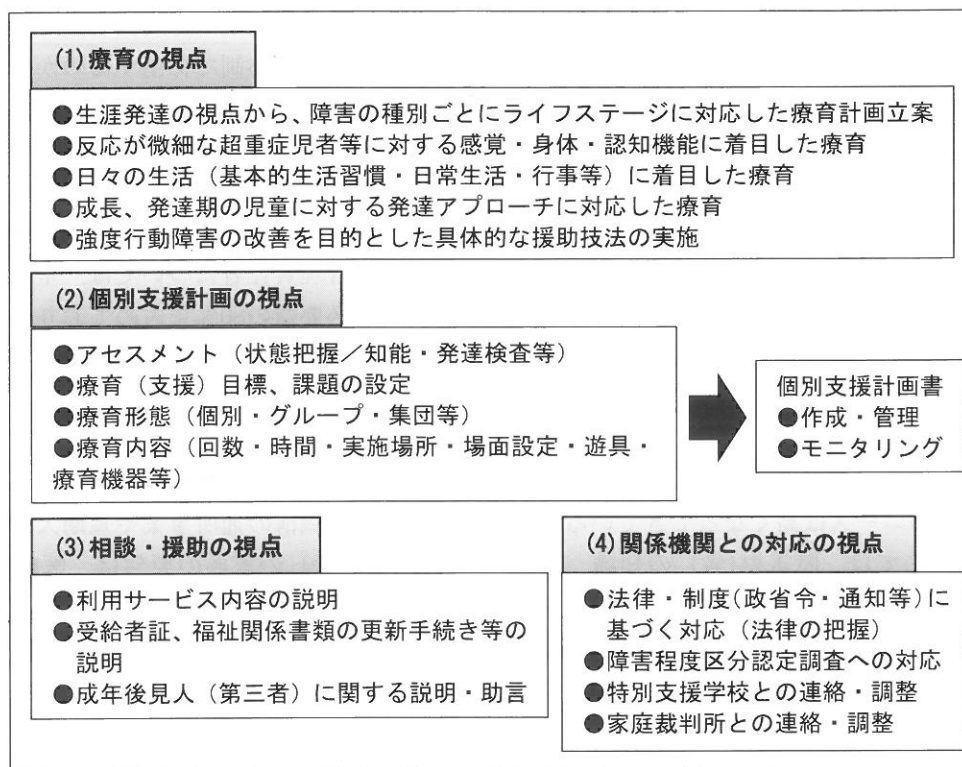 (1)療育の視点
●生涯発達の視点から、障害の種別ごとにライフステージに対応した療育計画立案
●反応が微細な超重症児者等に対する感覚・身体・認知機能に着目した療育
●日々の生活（基本的生活習慣・日常生活・行事等）に着目した療育
●成長、発達期の児童に対する発達アプローチに対応した療育
●強度行動障害の改善を目的とした具体的な援助技法の実施
(2)個別支援計画の視点
●アセスメント（状態把握／知能・発達検査等）
●療育（支援）目標、課題の設定
●療育形態（個別・グループ・集団等）
●療育内容（回数・時間・実施場所・場面設定・遊具・
療育機器等）
個別支援計画書
●作成・管理
●モニタリング
(3)相談・援助の視点
●利用サービス内容の説明
●受給者証、福祉関係書類の更新手続き等の
説明
●成年後見人（第三者）に関する説明・助言
(4)関係機関との対応の視点
●法律・制度(政省令・通知等)に
基づく対応（法律の把握）
●障害程度区分認定調査への対応
●特別支援学校との連絡・調整
●家庭裁判所との連絡・調整